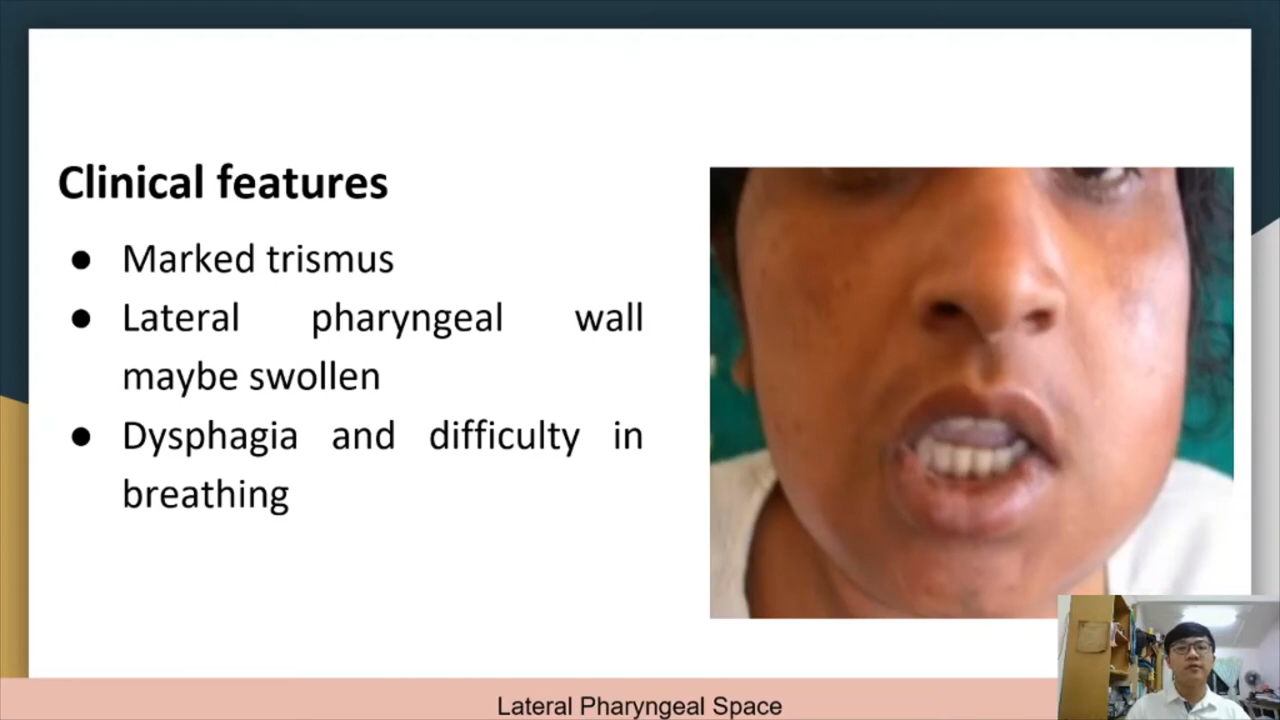 Clinical features
● Marked trismus
● Lateral pharyngeal wall
maybe swollen
● Dysphagia and difficulty in
breathing
Lateral Pharyngeal Space